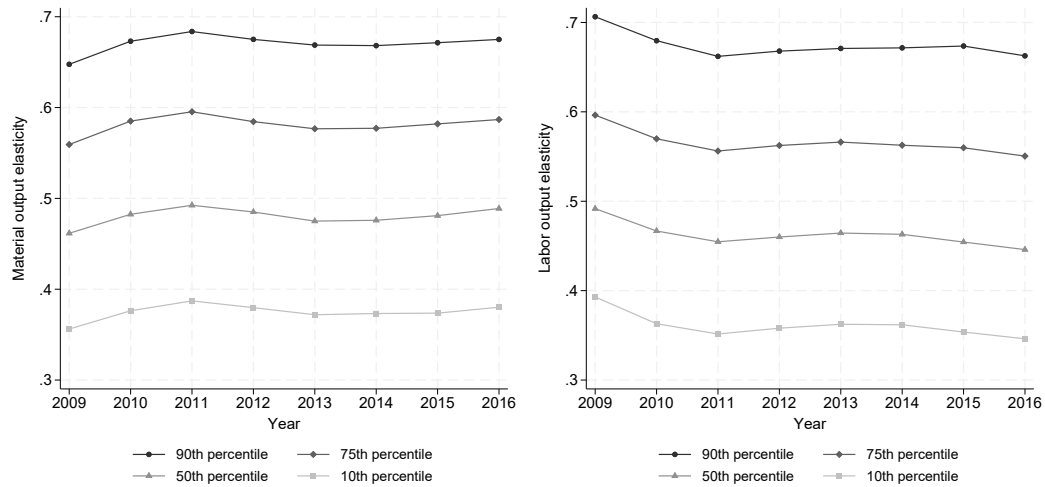 Material output elasticity
.7
.6
.5
.4
.3
2009 2010 2011 2012 2013 2014 2015 2016
Year
90th percentile 75th percentile
50th percentile 10th percentile
Labor output elasticity
.7
.6
.5
.4
.3
2009 2010 2011 2012 2013 2014 2015 2016
Year
90th percentile 75th percentile
50th percentile 10th percentile